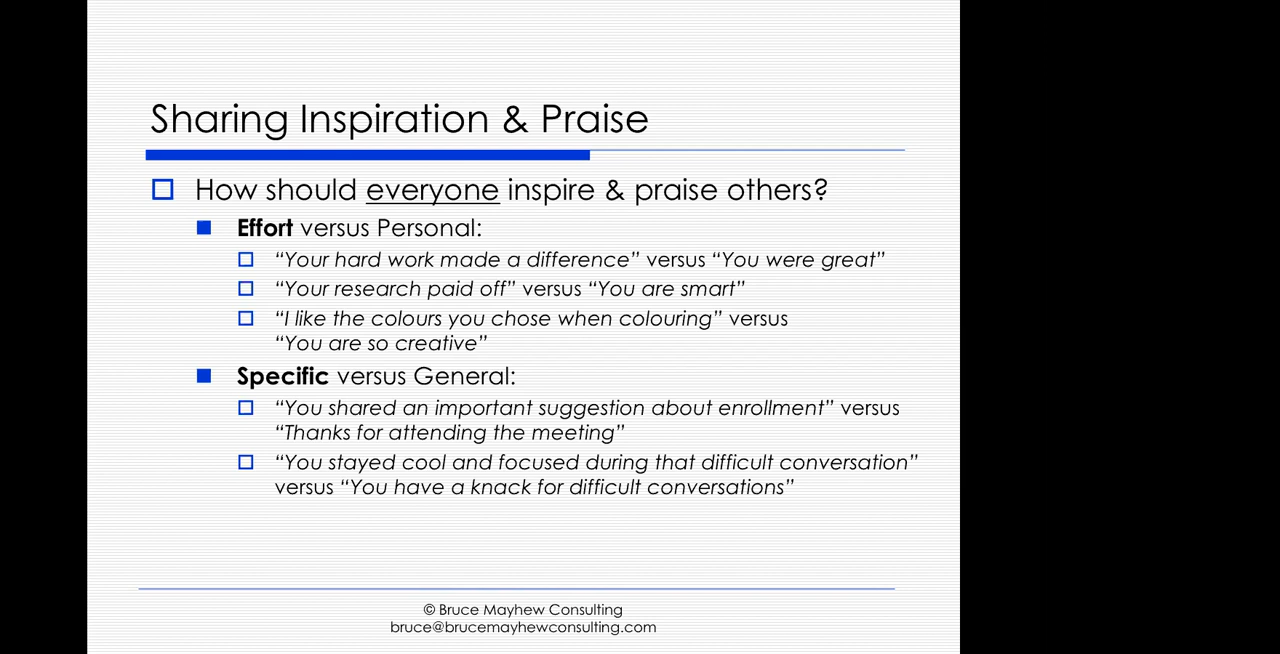 Sharing Inspiration & Praise
How should everyone inspire & praise others?
Effort versus Personal:
“Your hard work made a difference” versus “You were great”
“Your research paid off” versus “You are smart”
“I like the colours you chose when colouring” versus
“You are so creative”
Specific versus General:
“You shared an important suggestion about enrollment” versus
“Thanks for attending the meeting”
“You stayed cool and focused during that difficult conversation”
versus “You have a knack for difficult conversations”
© Bruce Mayhew Consulting
bruce@brucemayhewconsulting.com